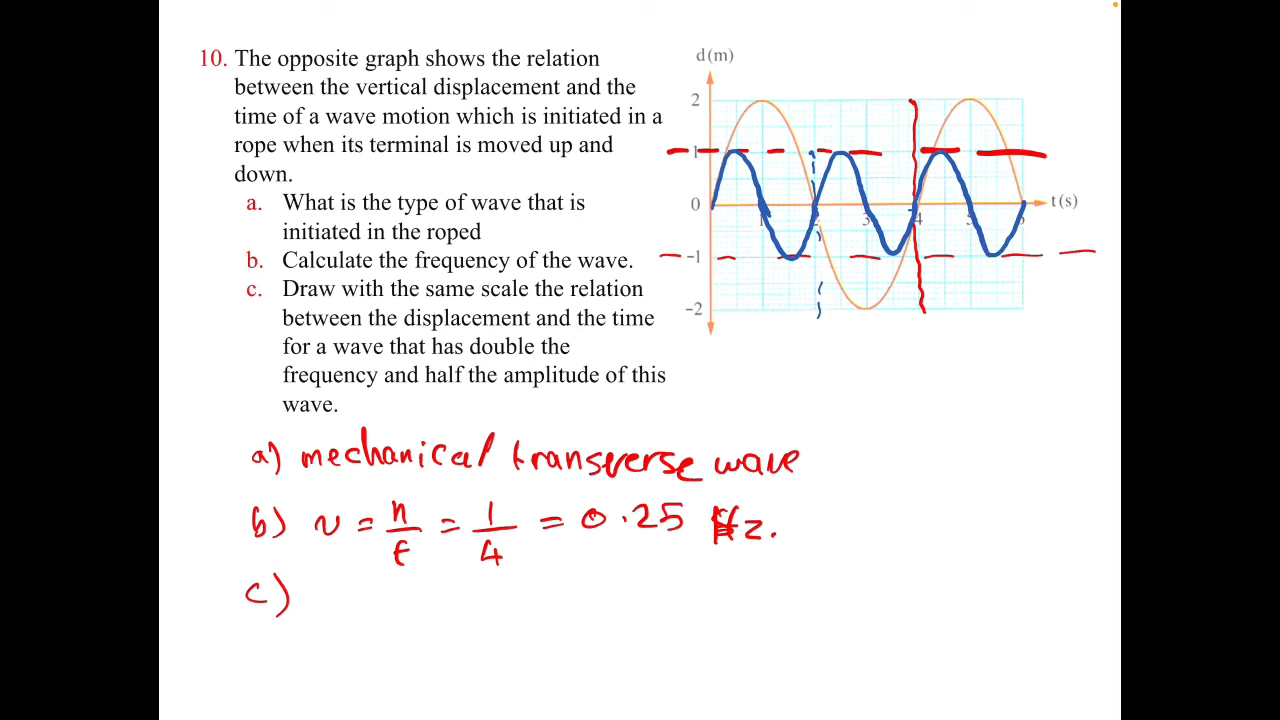 10. The opposite graph shows the relation
between the vertical displacement and the
time of a wave motion which is initiated in a
rope when its terminal is moved up and
down.
a. What is the type of wave that is
initiated in the roped
b. Calculate the frequency of the wave.
c. Draw with the same scale the relation
between the displacement and the time
for a wave that has double the
frequency and half the amplitude of this
wave.
d(m)
2
1
0
-1
-2
1 2 3 4 5 6
t(s)
a) mechanical transverse wave
b) ν = n/t = 1/4 = 0.25 Hz.
c)